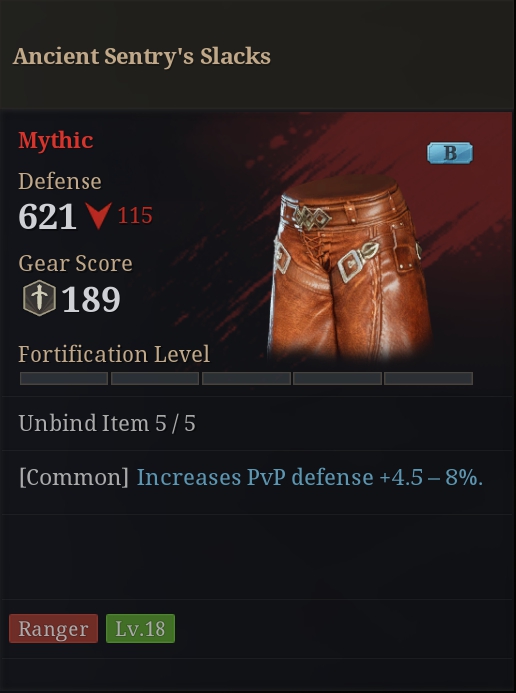 Ancient Sentry's Slacks
Mythic
B
Defense
621 115
Gear Score
189
Fortification Level
Unbind Item 5 / 5
[Common] Increases PvP defense +4.5 – 8%.
Ranger Lv.18